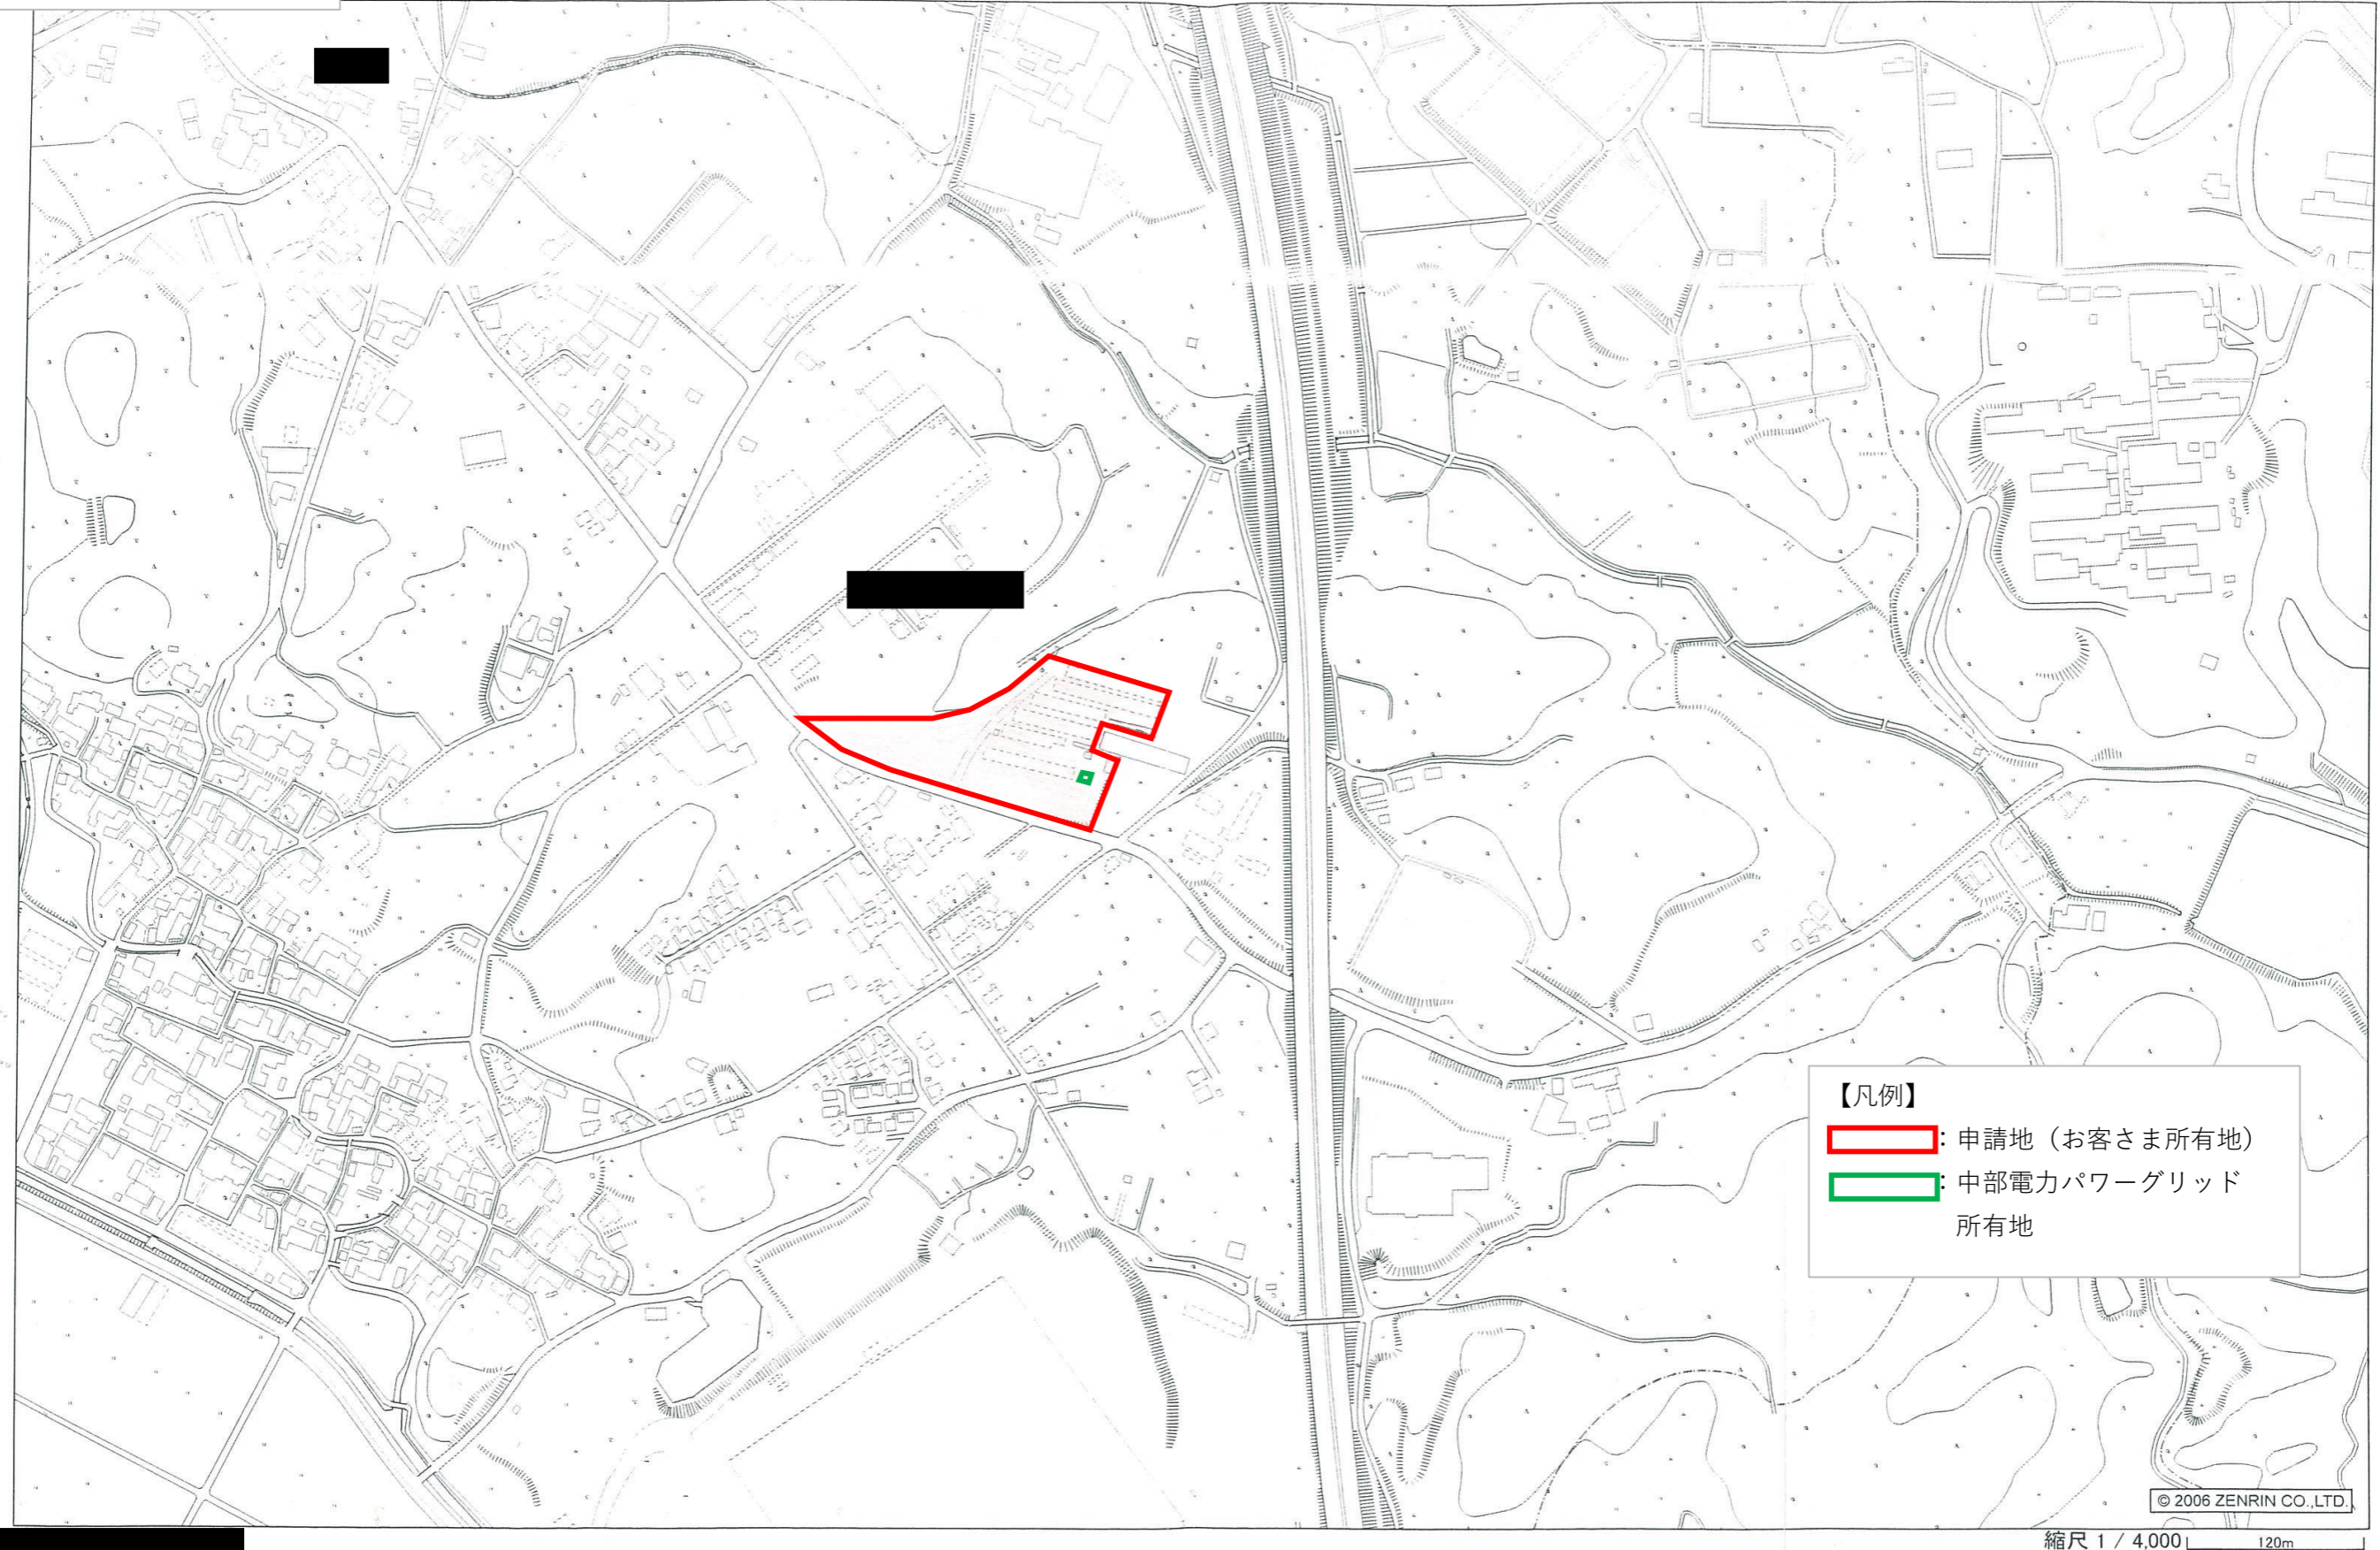 【凡例】
：申請地（お客さま所有地）
：中部電力パワーグリッド
所有地
© 2006 ZENRIN CO.,LTD.
縮尺 1 / 4,000
120m